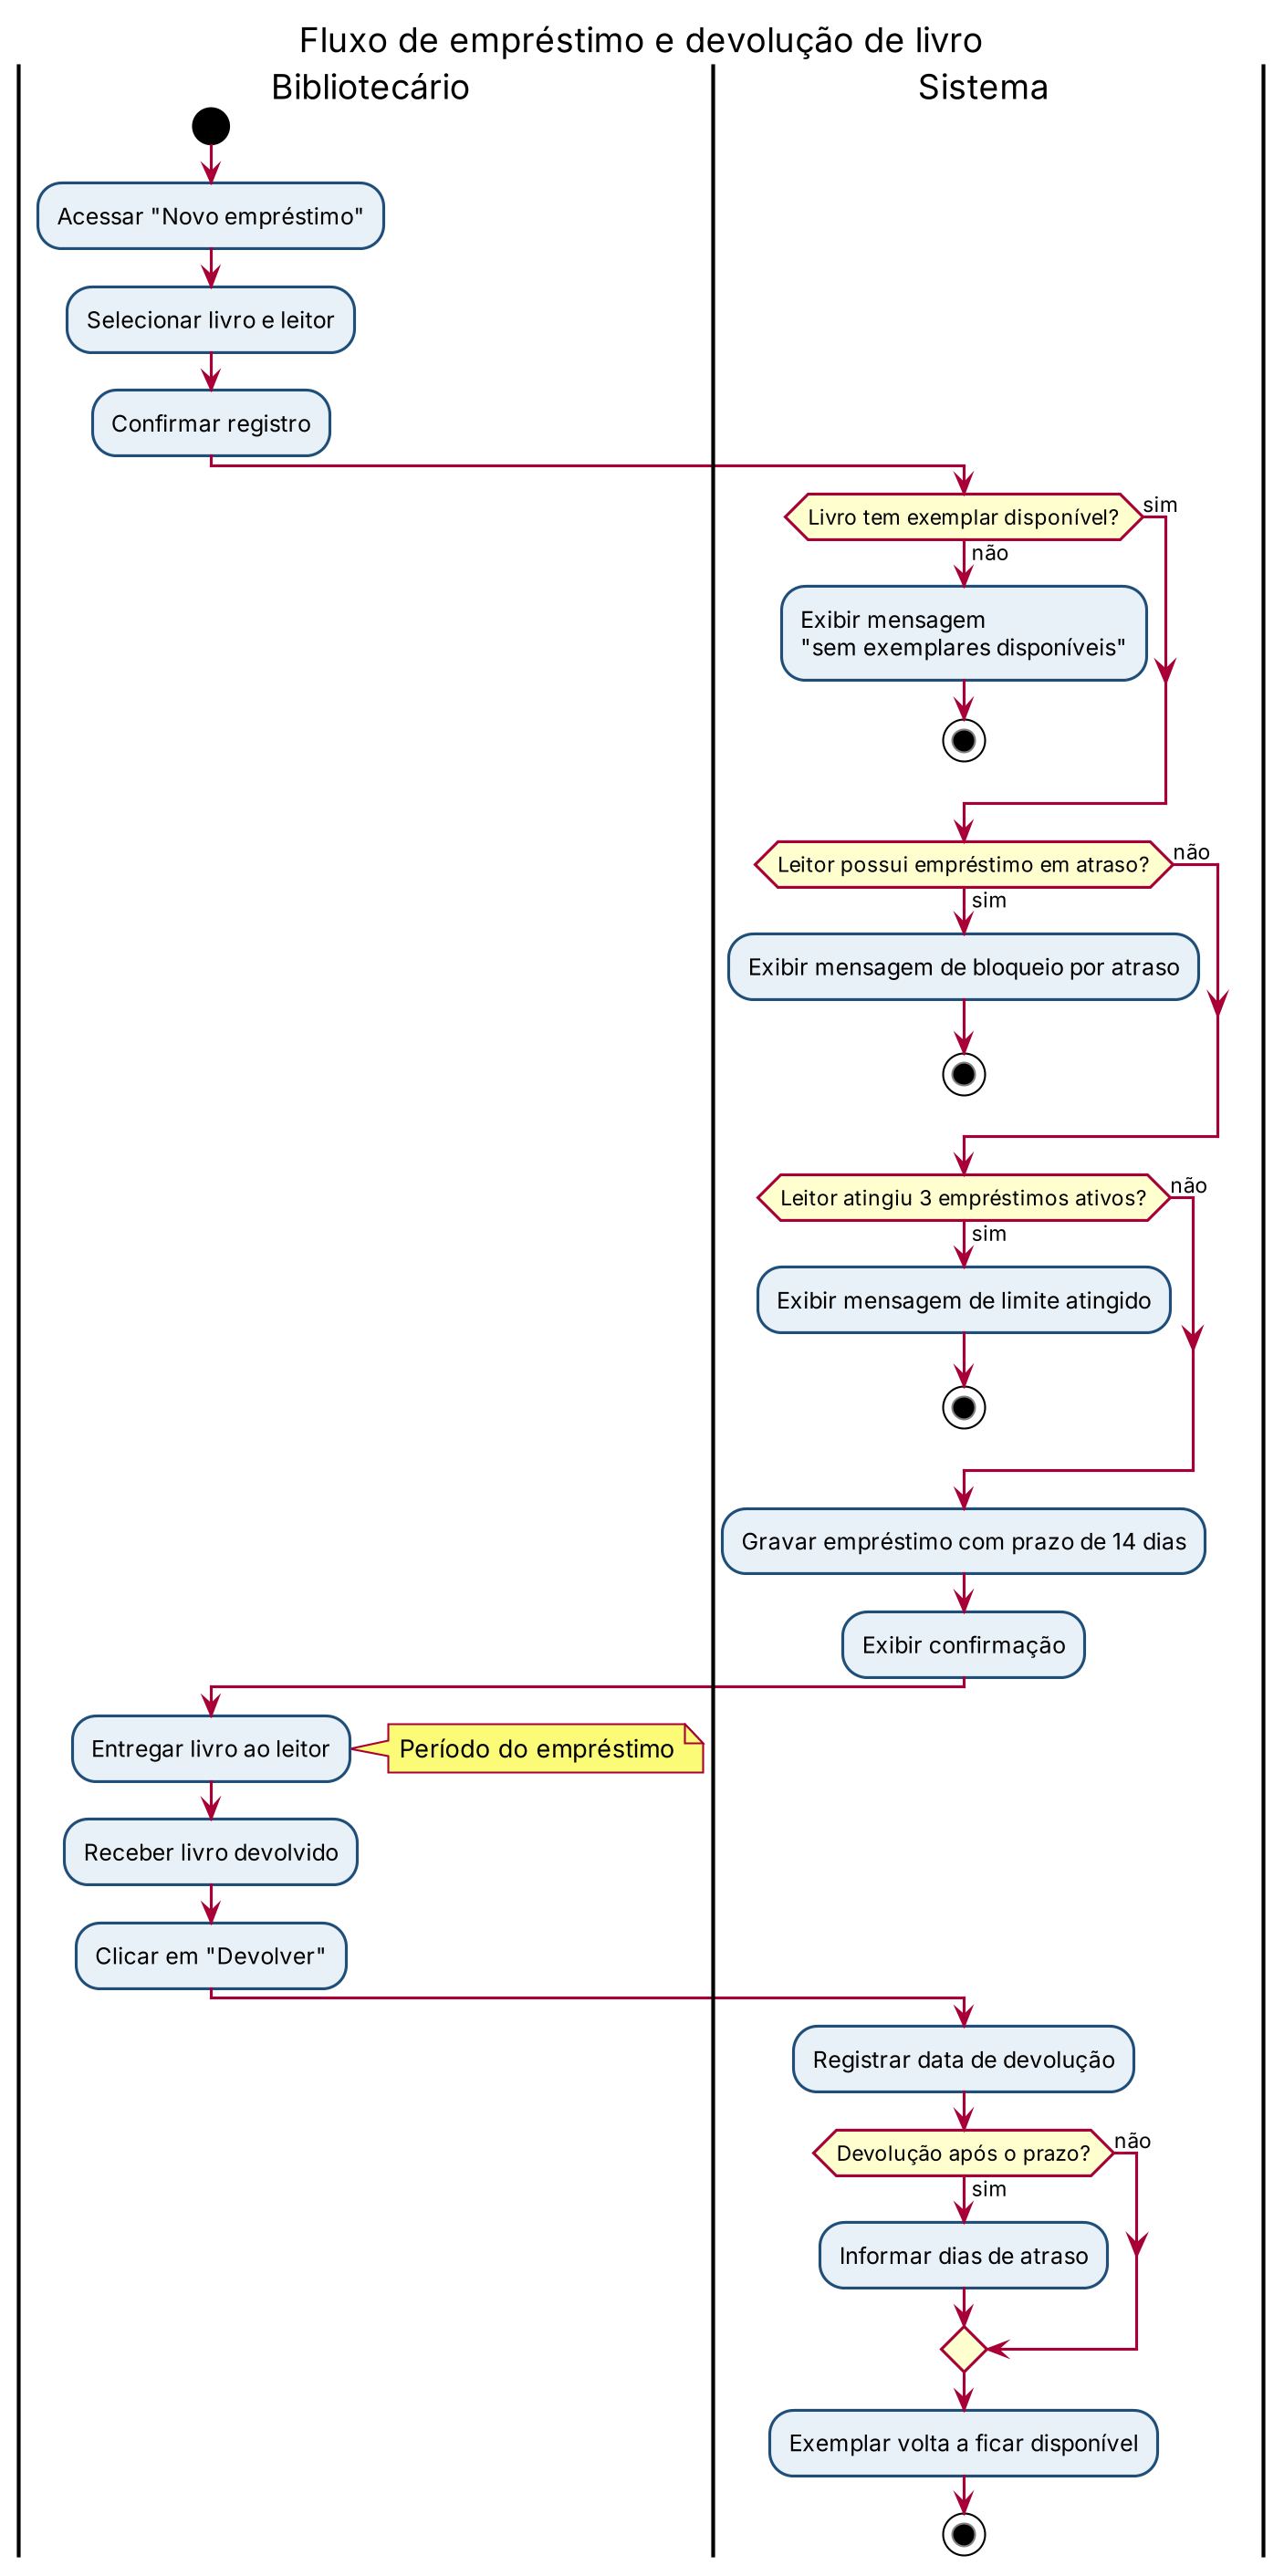 Fluxo de empréstimo e devolução de livro
Bibliotecário
Sistema
Acessar "Novo empréstimo"
Selecionar livro e leitor
Confirmar registro
Livro tem exemplar disponível?
sim
não
Exibir mensagem
"sem exemplares disponíveis"
Leitor possui empréstimo em atraso?
não
sim
Exibir mensagem de bloqueio por atraso
Leitor atingiu 3 empréstimos ativos?
não
sim
Exibir mensagem de limite atingido
Gravar empréstimo com prazo de 14 dias
Exibir confirmação
Entregar livro ao leitor
Período do empréstimo
Receber livro devolvido
Clicar em "Devolver"
Registrar data de devolução
Devolução após o prazo?
não
sim
Informar dias de atraso
Exemplar volta a ficar disponível